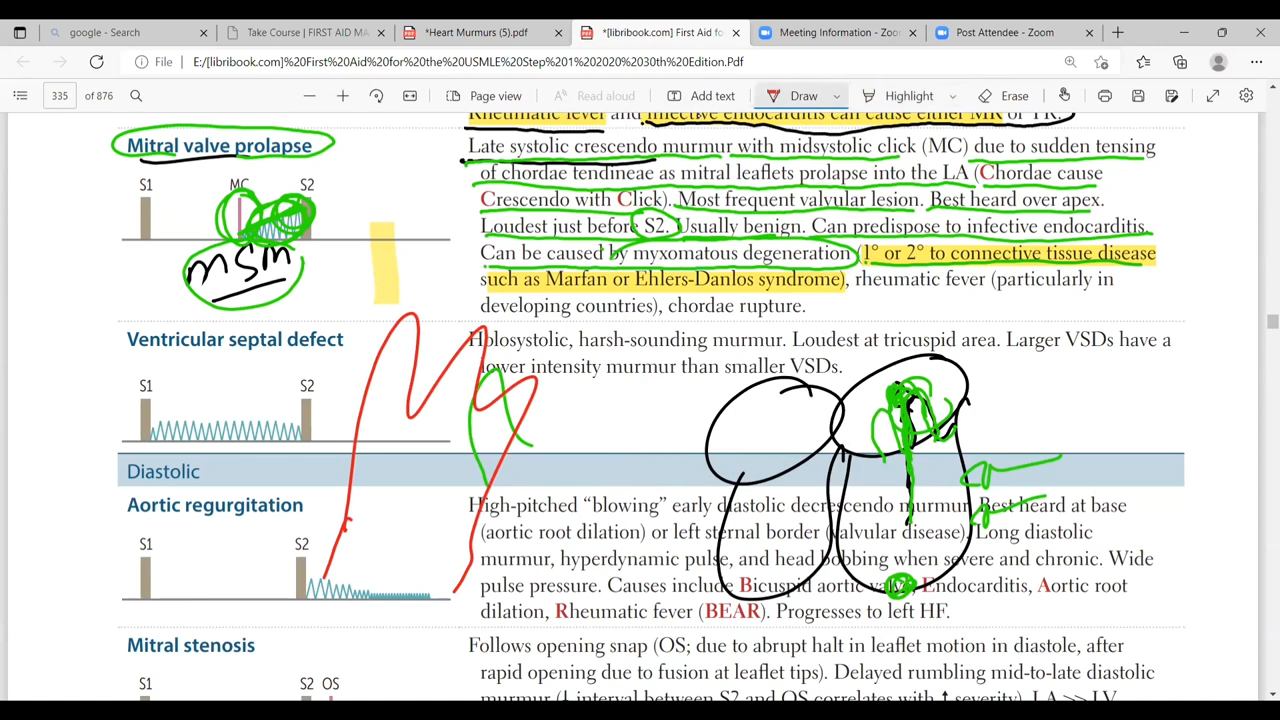 google - Search
Take Course | FIRST AID MA
*Heart Murmurs (5).pdf
*[libribook.com] First Aid for
Meeting Information - Zoo
Post Attendee - Zoom
File
E:/[libribook.com]%20First%20Aid%20for%20the%20USMLE%20Step%201%202020%2030th%20Edition.Pdf
335 of 876
Page view
Read aloud
Add text
Draw
Highlight
Erase
Rheumatic fever and infective endocarditis can cause either MR or TR.
Mitral valve prolapse
S1 MC S2
MSM
Late systolic crescendo murmur with midsystolic click (MC) due to sudden tensing
of chordae tendineae as mitral leaflets prolapse into the LA (Chordae cause
Crescendo with Click). Most frequent valvular lesion. Best heard over apex.
Loudest just before S2. Usually benign. Can predispose to infective endocarditis.
Can be caused by myxomatous degeneration (1° or 2° to connective tissue disease
such as Marfan or Ehlers-Danlos syndrome), rheumatic fever (particularly in
developing countries), chordae rupture.
Ventricular septal defect
S1 S2
Holosystolic, harsh-sounding murmur. Loudest at tricuspid area. Larger VSDs have a
lower intensity murmur than smaller VSDs.
Diastolic
Aortic regurgitation
S1 S2
High-pitched “blowing” early diastolic decrescendo murmur. Best heard at base
(aortic root dilation) or left sternal border (valvular disease). Long diastolic
murmur, hyperdynamic pulse, and head bobbing when severe and chronic. Wide
pulse pressure. Causes include Bicuspid aortic valve, Endocarditis, Aortic root
dilation, Rheumatic fever (BEAR). Progresses to left HF.
Mitral stenosis
S1 S2 OS
Follows opening snap (OS; due to abrupt halt in leaflet motion in diastole, after
rapid opening due to fusion at leaflet tips). Delayed rumbling mid-to-late diastolic
murmur (↓ interval between S2 and OS correlates with ↑ severity). LA >> LV